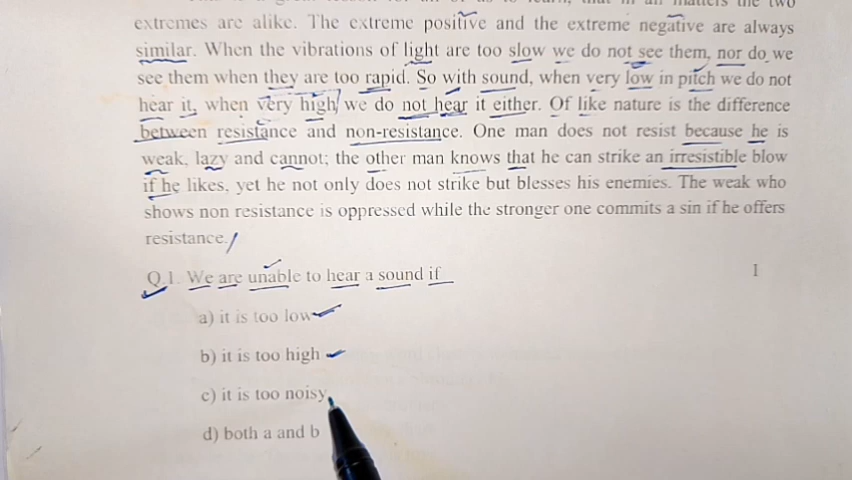 that in all matters the two
extremes are alike. The extreme positive and the extreme negative are always
similar. When the vibrations of light are too slow we do not see them, nor do we
see them when they are too rapid. So with sound, when very low in pitch we do not
hear it, when very high we do not hear it either. Of like nature is the difference
between resistance and non-resistance. One man does not resist because he is
weak, lazy and cannot; the other man knows that he can strike an irresistible blow
if he likes, yet he not only does not strike but blesses his enemies. The weak who
shows non resistance is oppressed while the stronger one commits a sin if he offers
resistance.
Q.1. We are unable to hear a sound if 1
a) it is too low
b) it is too high
c) it is too noisy
d) both a and b